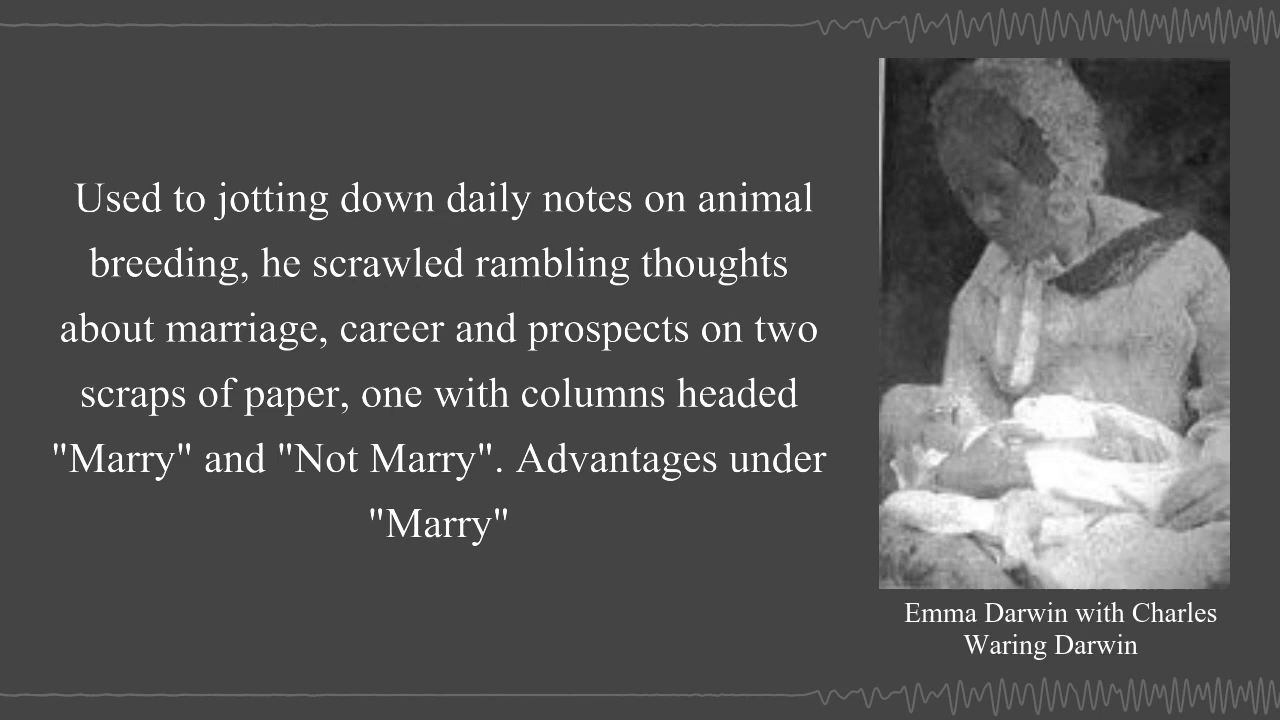 Used to jotting down daily notes on animal
breeding, he scrawled rambling thoughts
about marriage, career and prospects on two
scraps of paper, one with columns headed
"Marry" and "Not Marry". Advantages under
"Marry"
Emma Darwin with Charles
Waring Darwin